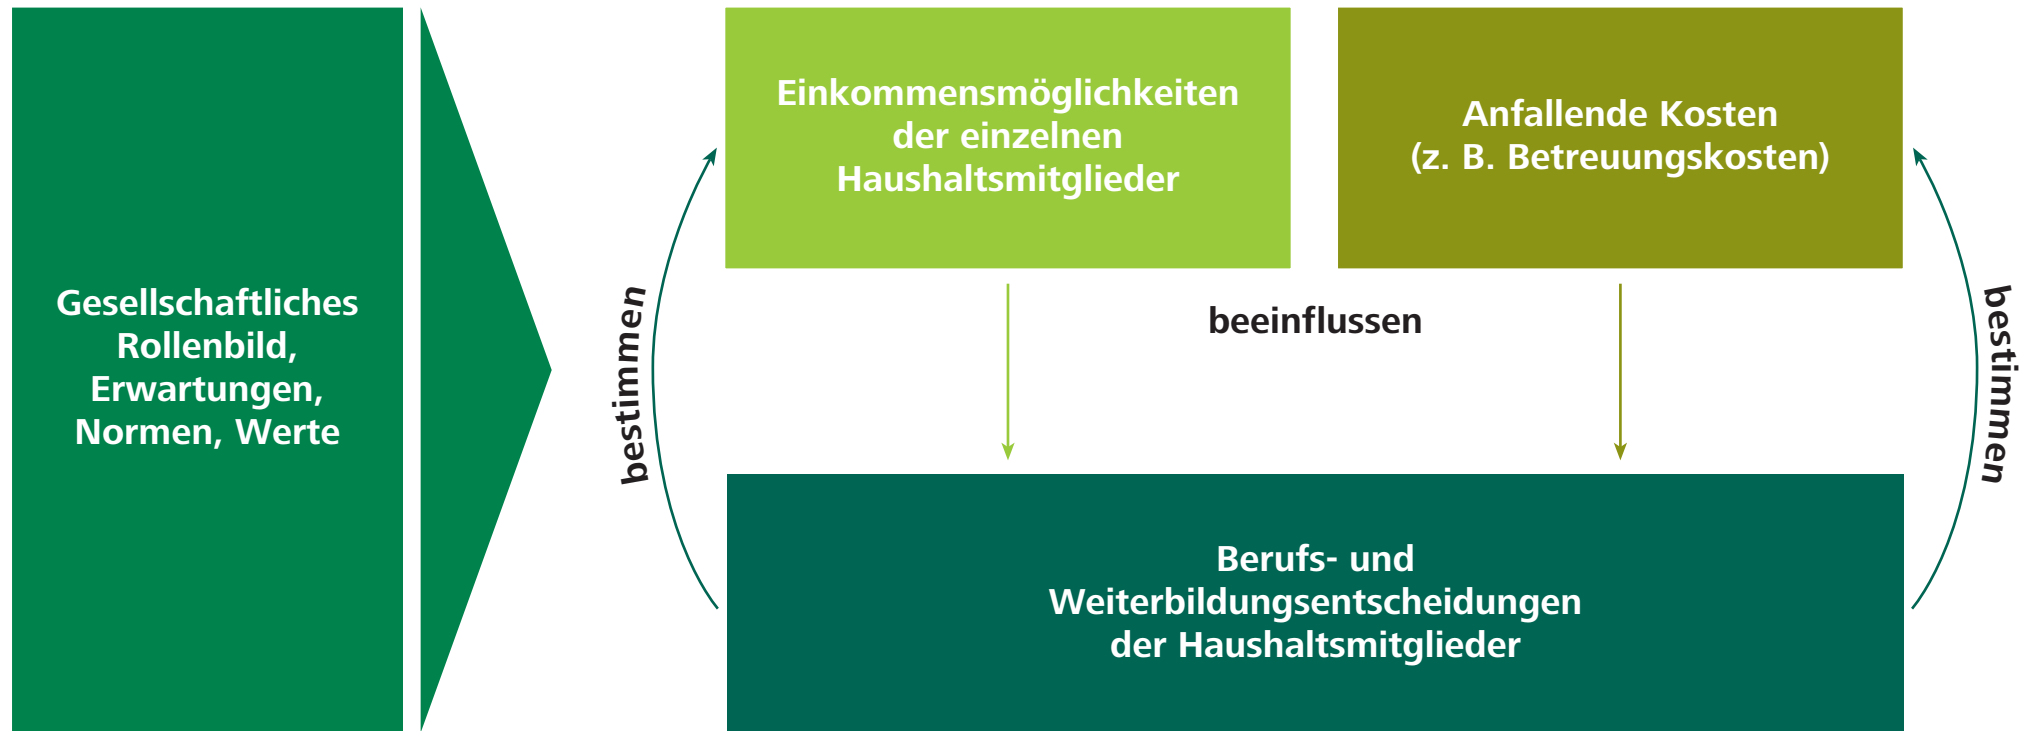 Gesellschaftliches
Rollenbild,
Erwartungen,
Normen, Werte
bestimmen
Einkommensmöglichkeiten
der einzelnen
Haushaltsmitglieder
Anfallende Kosten
(z. B. Betreuungskosten)
beeinflussen
bestimmen
Berufs- und
Weiterbildungsentscheidungen
der Haushaltsmitglieder